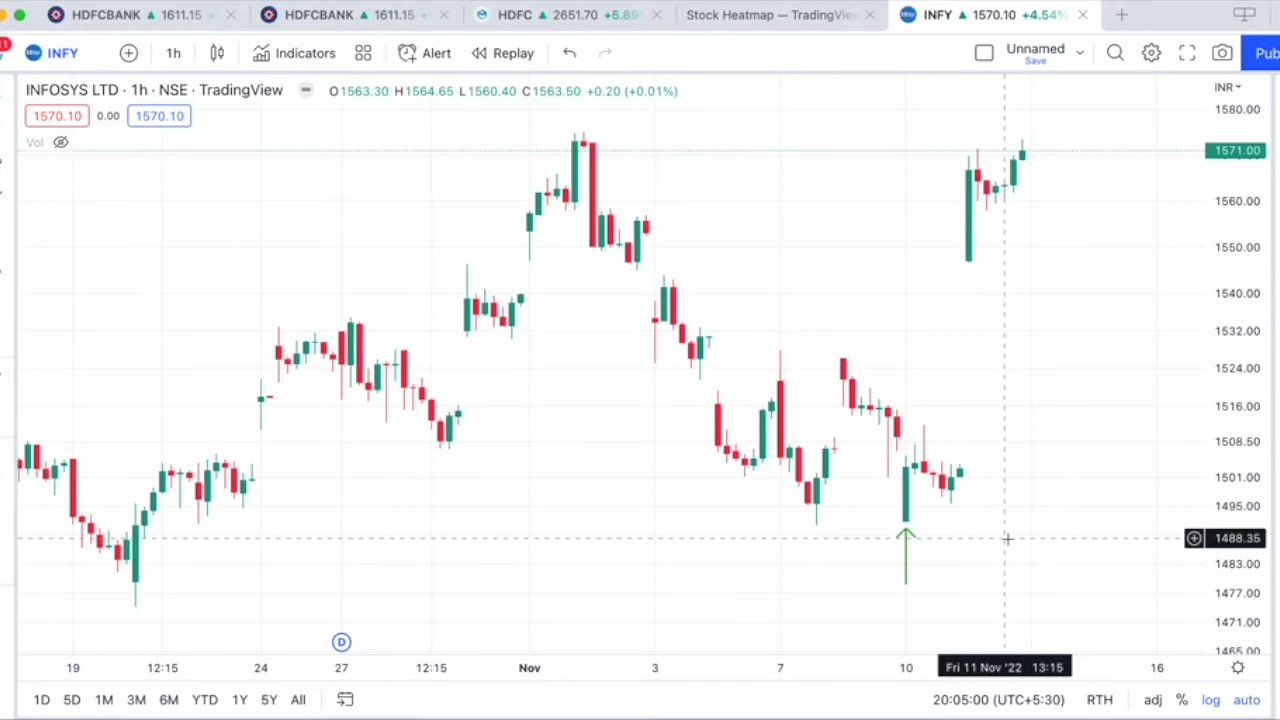 HDFCBANK ▲ 1611.15
HDFCBANK ▲ 1611.15
HDFC ▲ 2651.70 +5.89
Stock Heatmap — TradingView
INFY ▲ 1570.10 +4.54%
11
INFY
1h
Indicators
Alert
Replay
Unnamed
Save
Pub
INFOSYS LTD · 1h · NSE · TradingView
O1563.30 H1564.65 L1560.40 C1563.50 +0.20 (+0.01%)
INR
1570.10 0.00 1570.10
Vol
1580.00
1571.00
1560.00
1550.00
1540.00
1532.00
1524.00
1516.00
1508.50
1501.00
1495.00
1488.35
1483.00
1477.00
1471.00
1465.00
D
19 12:15 24 27 12:15 Nov 3 7 10 Fri 11 Nov '22 13:15 16
1D 5D 1M 3M 6M YTD 1Y 5Y All
20:05:00 (UTC+5:30) RTH adj % log auto